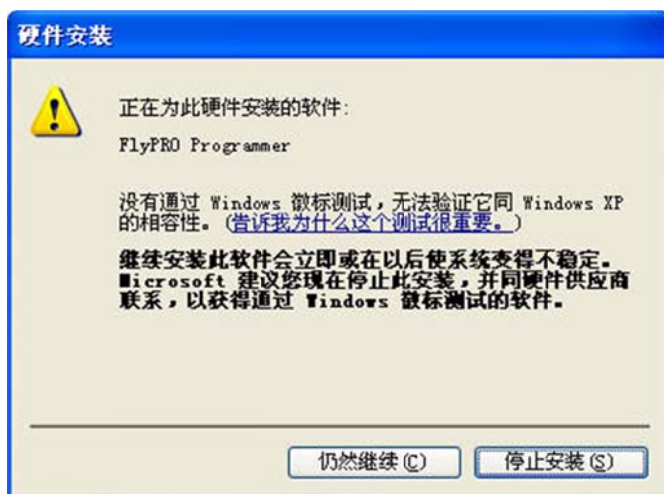 硬件安装
正在为此硬件安装的软件:
FlyPRO Programmer
没有通过 Windows 徽标测试，无法验证它同 Windows XP
的相容性。(告诉我为什么这个测试很重要。)
继续安装此软件会立即或在以后使系统变得不稳定。
Microsoft 建议您现在停止此安装，并同硬件供应商
联系，以获得通过 Windows 徽标测试的软件。
仍然继续(C)
停止安装(S)